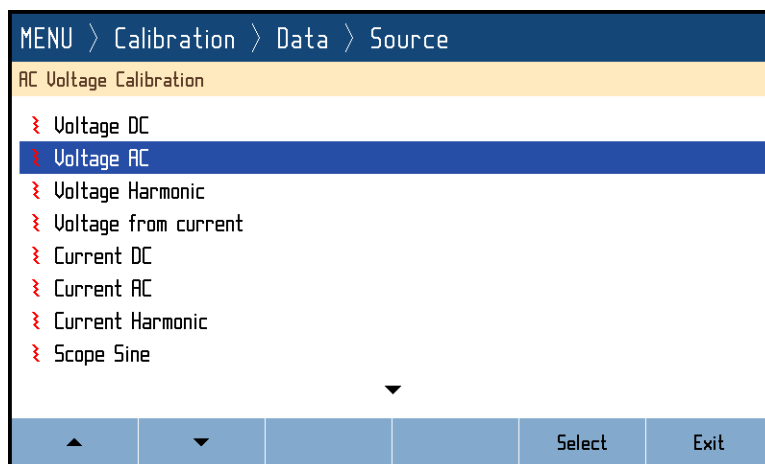 MENU 〉 Calibration 〉 Data 〉 Source
AC Voltage Calibration
Voltage DC
Voltage AC
Voltage Harmonic
Voltage from current
Current DC
Current AC
Current Harmonic
Scope Sine
Select Exit